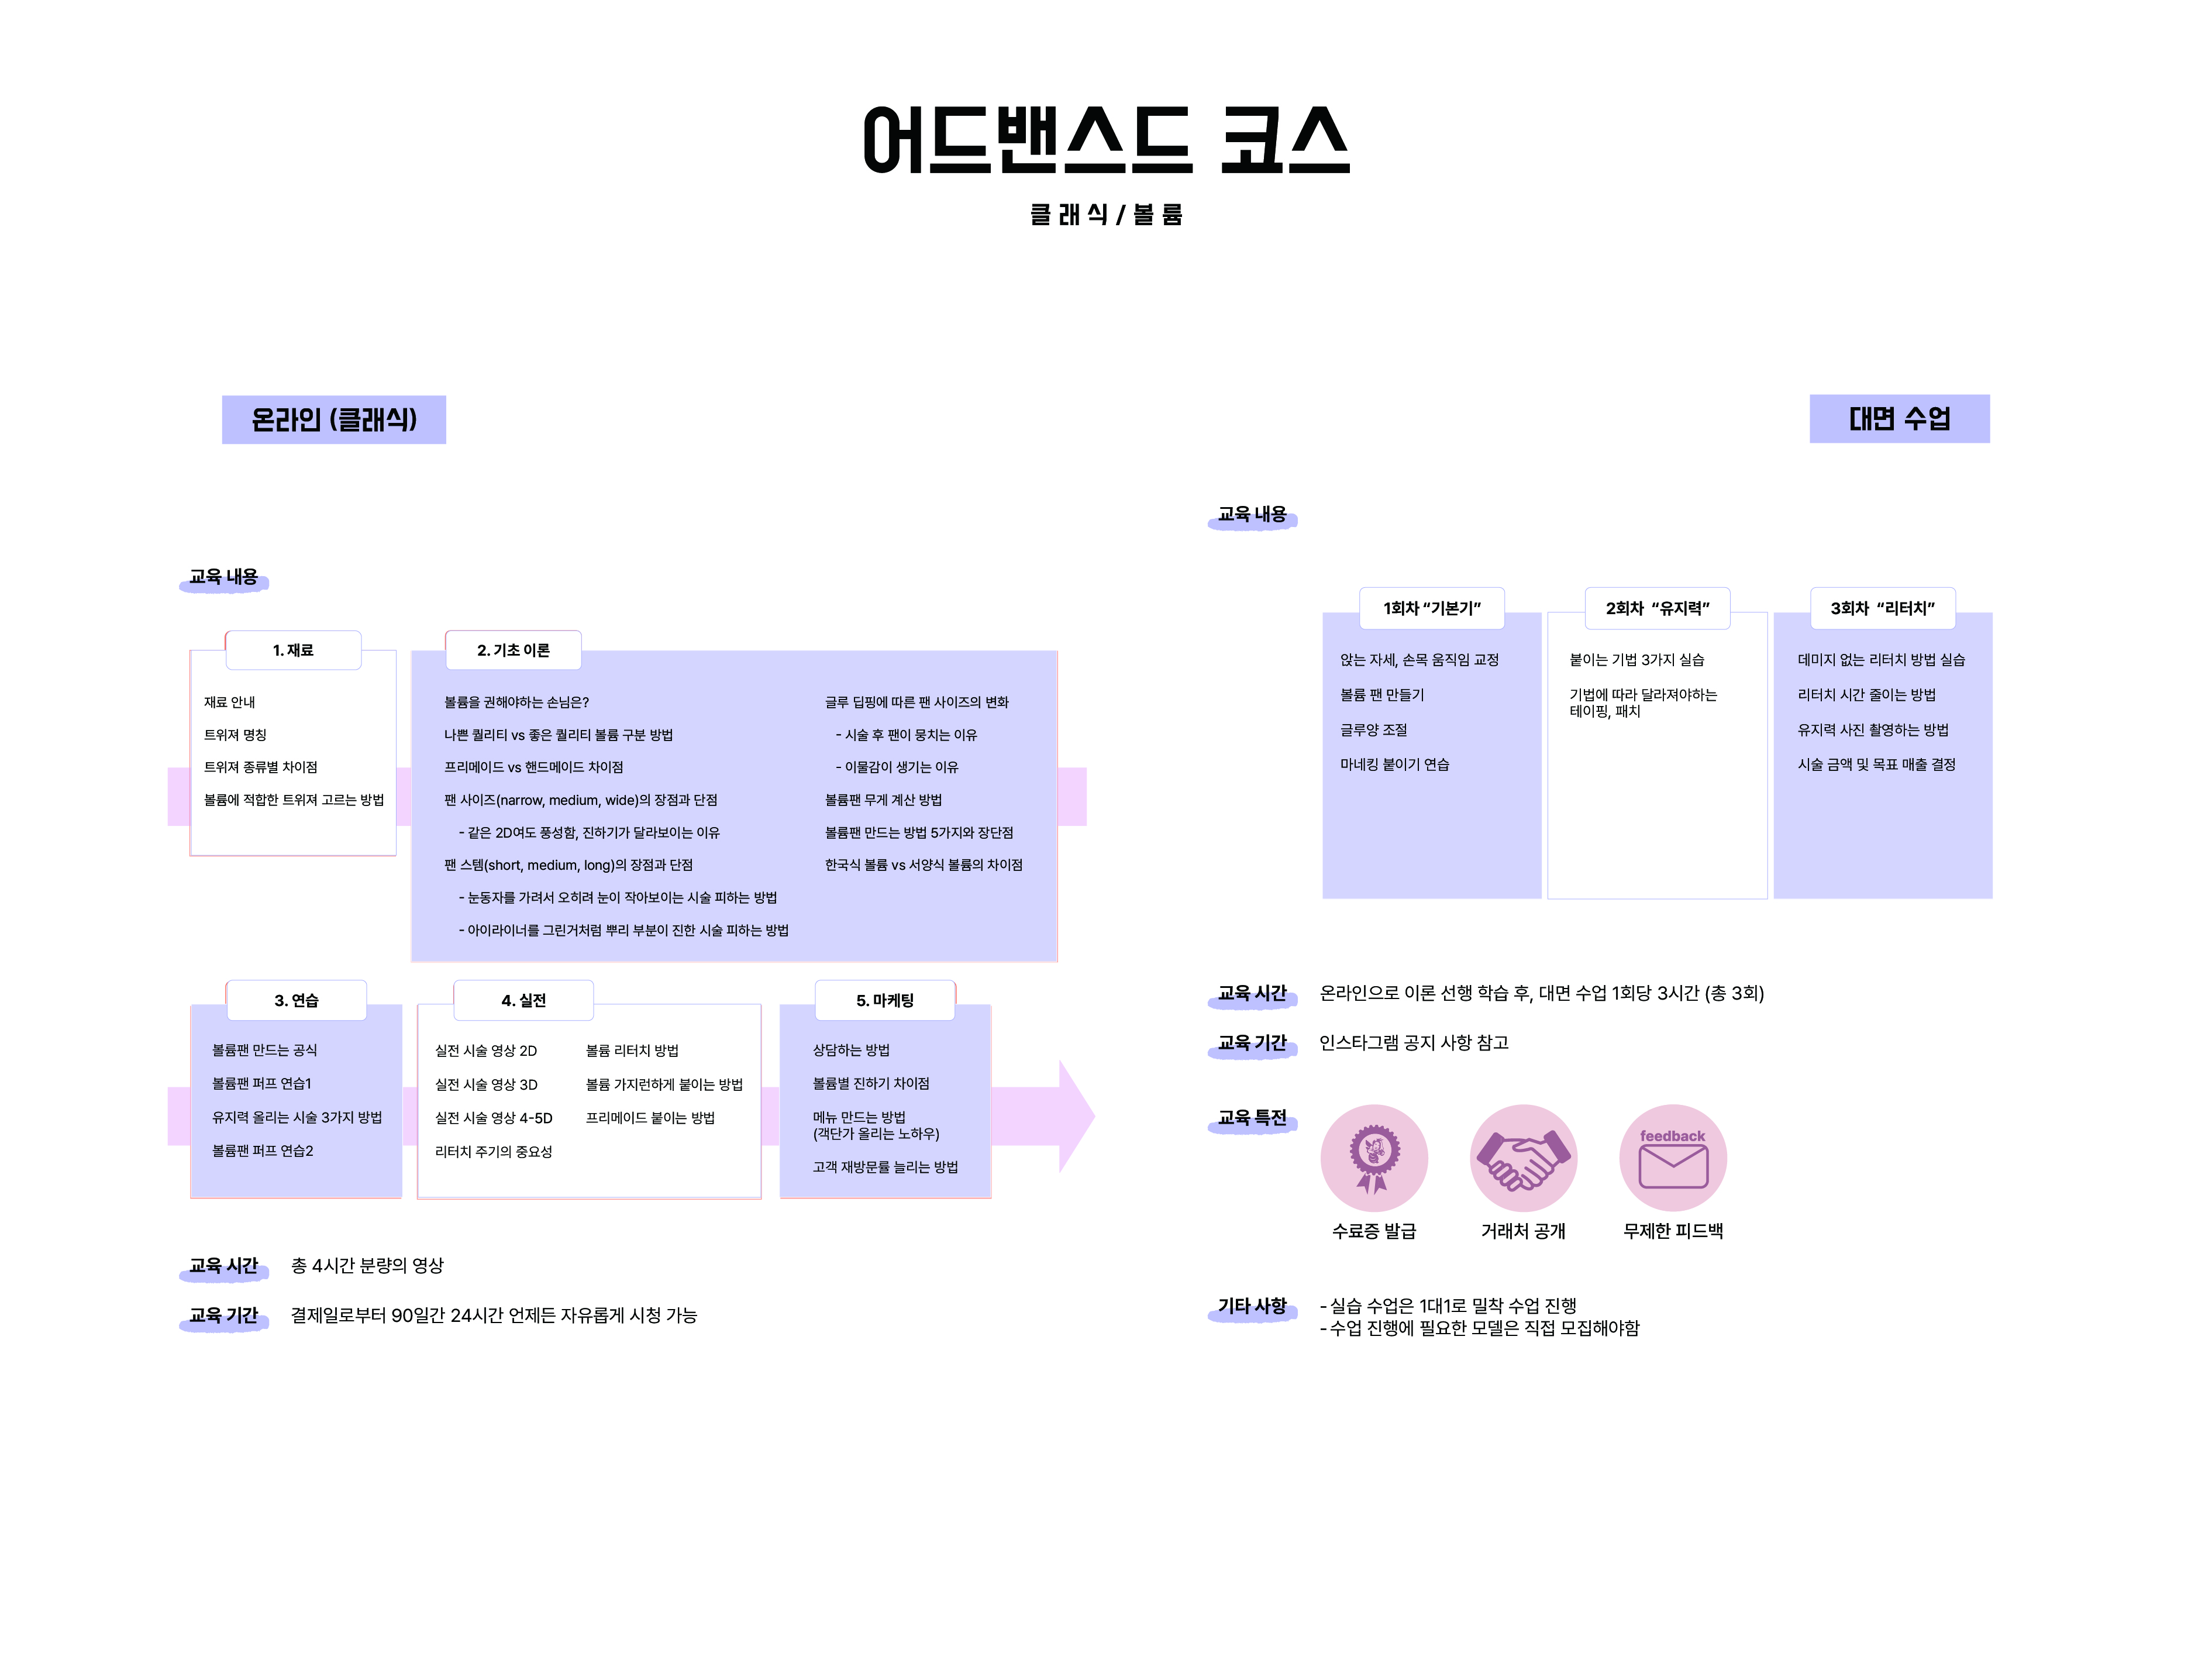 어드밴스드 코스
클래식/볼륨
온라인 (클래식)
교육 내용
1. 재료
재료 안내
트위져 명칭
트위져 종류별 차이점
볼륨에 적합한 트위져 고르는 방법
2. 기초 이론
볼륨을 권해야하는 손님은?
나쁜 퀄리티 vs 좋은 퀄리티 볼륨 구분 방법
프리메이드 vs 핸드메이드 차이점
팬 사이즈(narrow, medium, wide)의 장점과 단점
- 같은 2D여도 풍성함, 진하기가 달라보이는 이유
팬 스템(short, medium, long)의 장점과 단점
- 눈동자를 가려서 오히려 눈이 작아보이는 시술 피하는 방법
- 아이라이너를 그린거처럼 뿌리 부분이 진한 시술 피하는 방법
글루 딥핑에 따른 팬 사이즈의 변화
- 시술 후 팬이 뭉치는 이유
- 이물감이 생기는 이유
볼륨팬 무게 계산 방법
볼륨팬 만드는 방법 5가지와 장단점
한국식 볼륨 vs 서양식 볼륨의 차이점
3. 연습
볼륨팬 만드는 공식
볼륨팬 퍼프 연습1
유지력 올리는 시술 3가지 방법
볼륨팬 퍼프 연습2
4. 실전
실전 시술 영상 2D
실전 시술 영상 3D
실전 시술 영상 4-5D
리터치 주기의 중요성
볼륨 리터치 방법
볼륨 가지런하게 붙이는 방법
프리메이드 붙이는 방법
5. 마케팅
상담하는 방법
볼륨별 진하기 차이점
메뉴 만드는 방법
(객단가 올리는 노하우)
고객 재방문률 늘리는 방법
교육 시간 총 4시간 분량의 영상
교육 기간 결제일로부터 90일간 24시간 언제든 자유롭게 시청 가능
대면 수업
교육 내용
1회차 “기본기”
앉는 자세, 손목 움직임 교정
볼륨 팬 만들기
글루양 조절
마네킹 붙이기 연습
2회차 “유지력”
붙이는 기법 3가지 실습
기법에 따라 달라져야하는
테이핑, 패치
3회차 “리터치”
데미지 없는 리터치 방법 실습
리터치 시간 줄이는 방법
유지력 사진 촬영하는 방법
시술 금액 및 목표 매출 결정
교육 시간 온라인으로 이론 선행 학습 후, 대면 수업 1회당 3시간 (총 3회)
교육 기간 인스타그램 공지 사항 참고
교육 특전
feedback
수료증 발급
거래처 공개
무제한 피드백
기타 사항 - 실습 수업은 1대1로 밀착 수업 진행
- 수업 진행에 필요한 모델은 직접 모집해야함